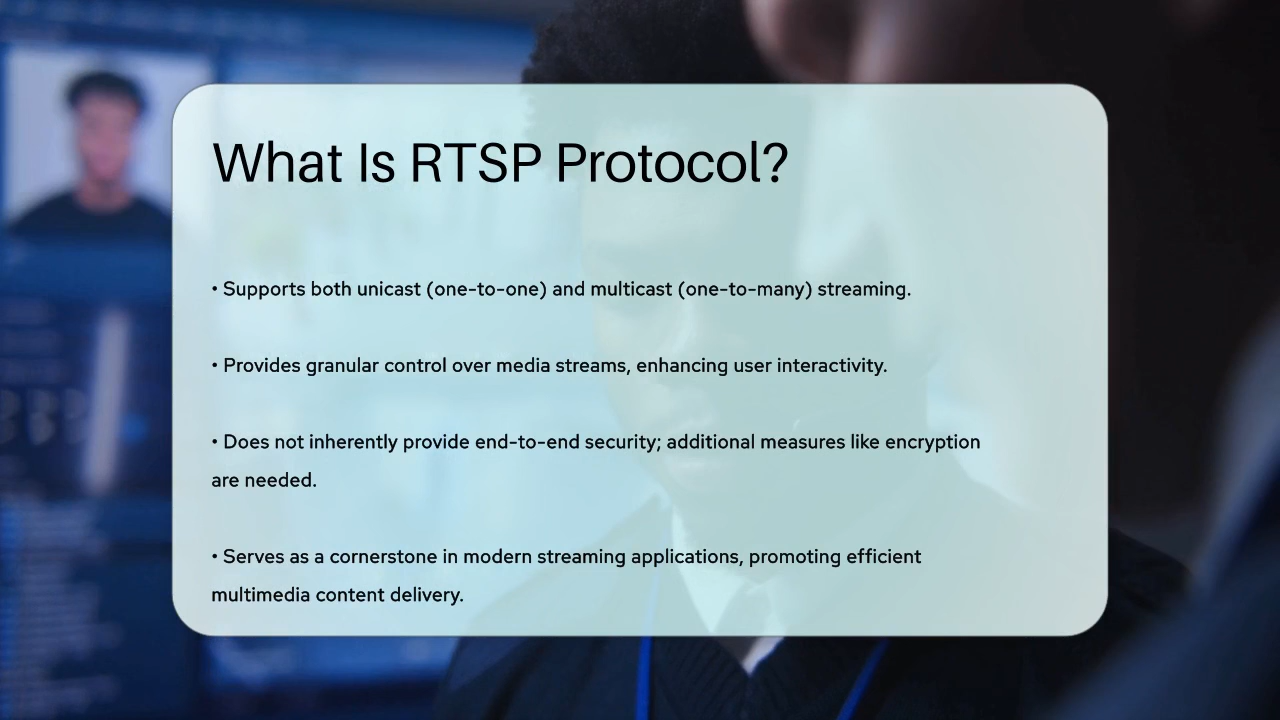 What Is RTSP Protocol?
• Supports both unicast (one-to-one) and multicast (one-to-many) streaming.
• Provides granular control over media streams, enhancing user interactivity.
• Does not inherently provide end-to-end security; additional measures like encryption
are needed.
• Serves as a cornerstone in modern streaming applications, promoting efficient
multimedia content delivery.